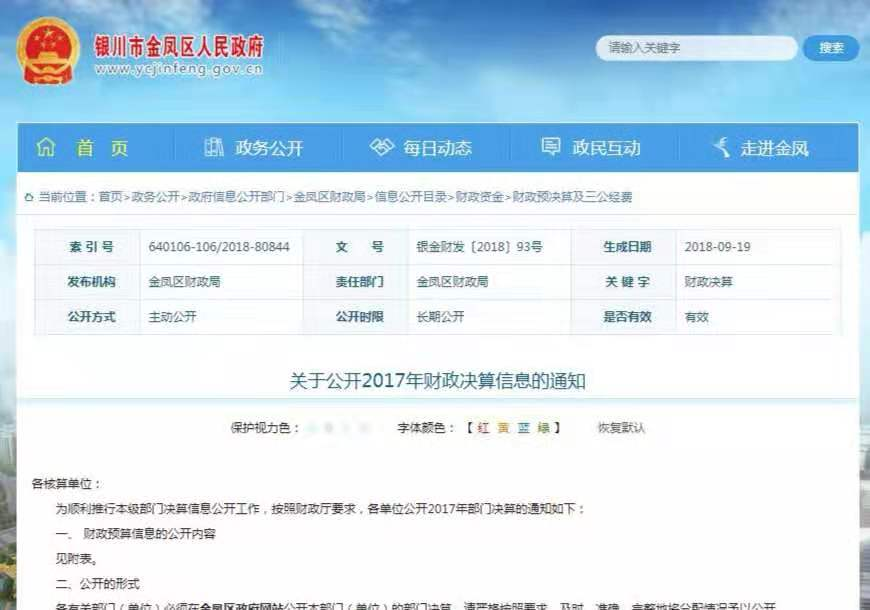 银川市金凤区人民政府
www.ycjinfeng.gov.cn
请输入关键字 搜索
首 页 政务公开 每日动态 政民互动 走进金凤
当前位置：首页>政务公开>政府信息公开部门>金凤区财政局>信息公开目录>财政资金>财政预决算及三公经费
索 引 号 640106-106/2018-80844 文 号 银金财发〔2018〕93号 生成日期 2018-09-19
发布机构 金凤区财政局 责任部门 金凤区财政局 关 键 字 财政决算
公开方式 主动公开 公开时限 长期公开 是否有效 有效
关于公开2017年财政决算信息的通知
保护视力色： 字体颜色：【 红 黄 蓝 绿 】 恢复默认
各核算单位：
为顺利推行本级部门决算信息公开工作，按照财政厅要求，各单位公开2017年部门决算的通知如下：
一、 财政预算信息的公开内容
见附表。
二、公开的形式
各有关部门（单位）必须在金凤区政府网站公开本部门（单位）的部门决算，请严格按照要求，及时、准确、完整地将分配情况予以公开